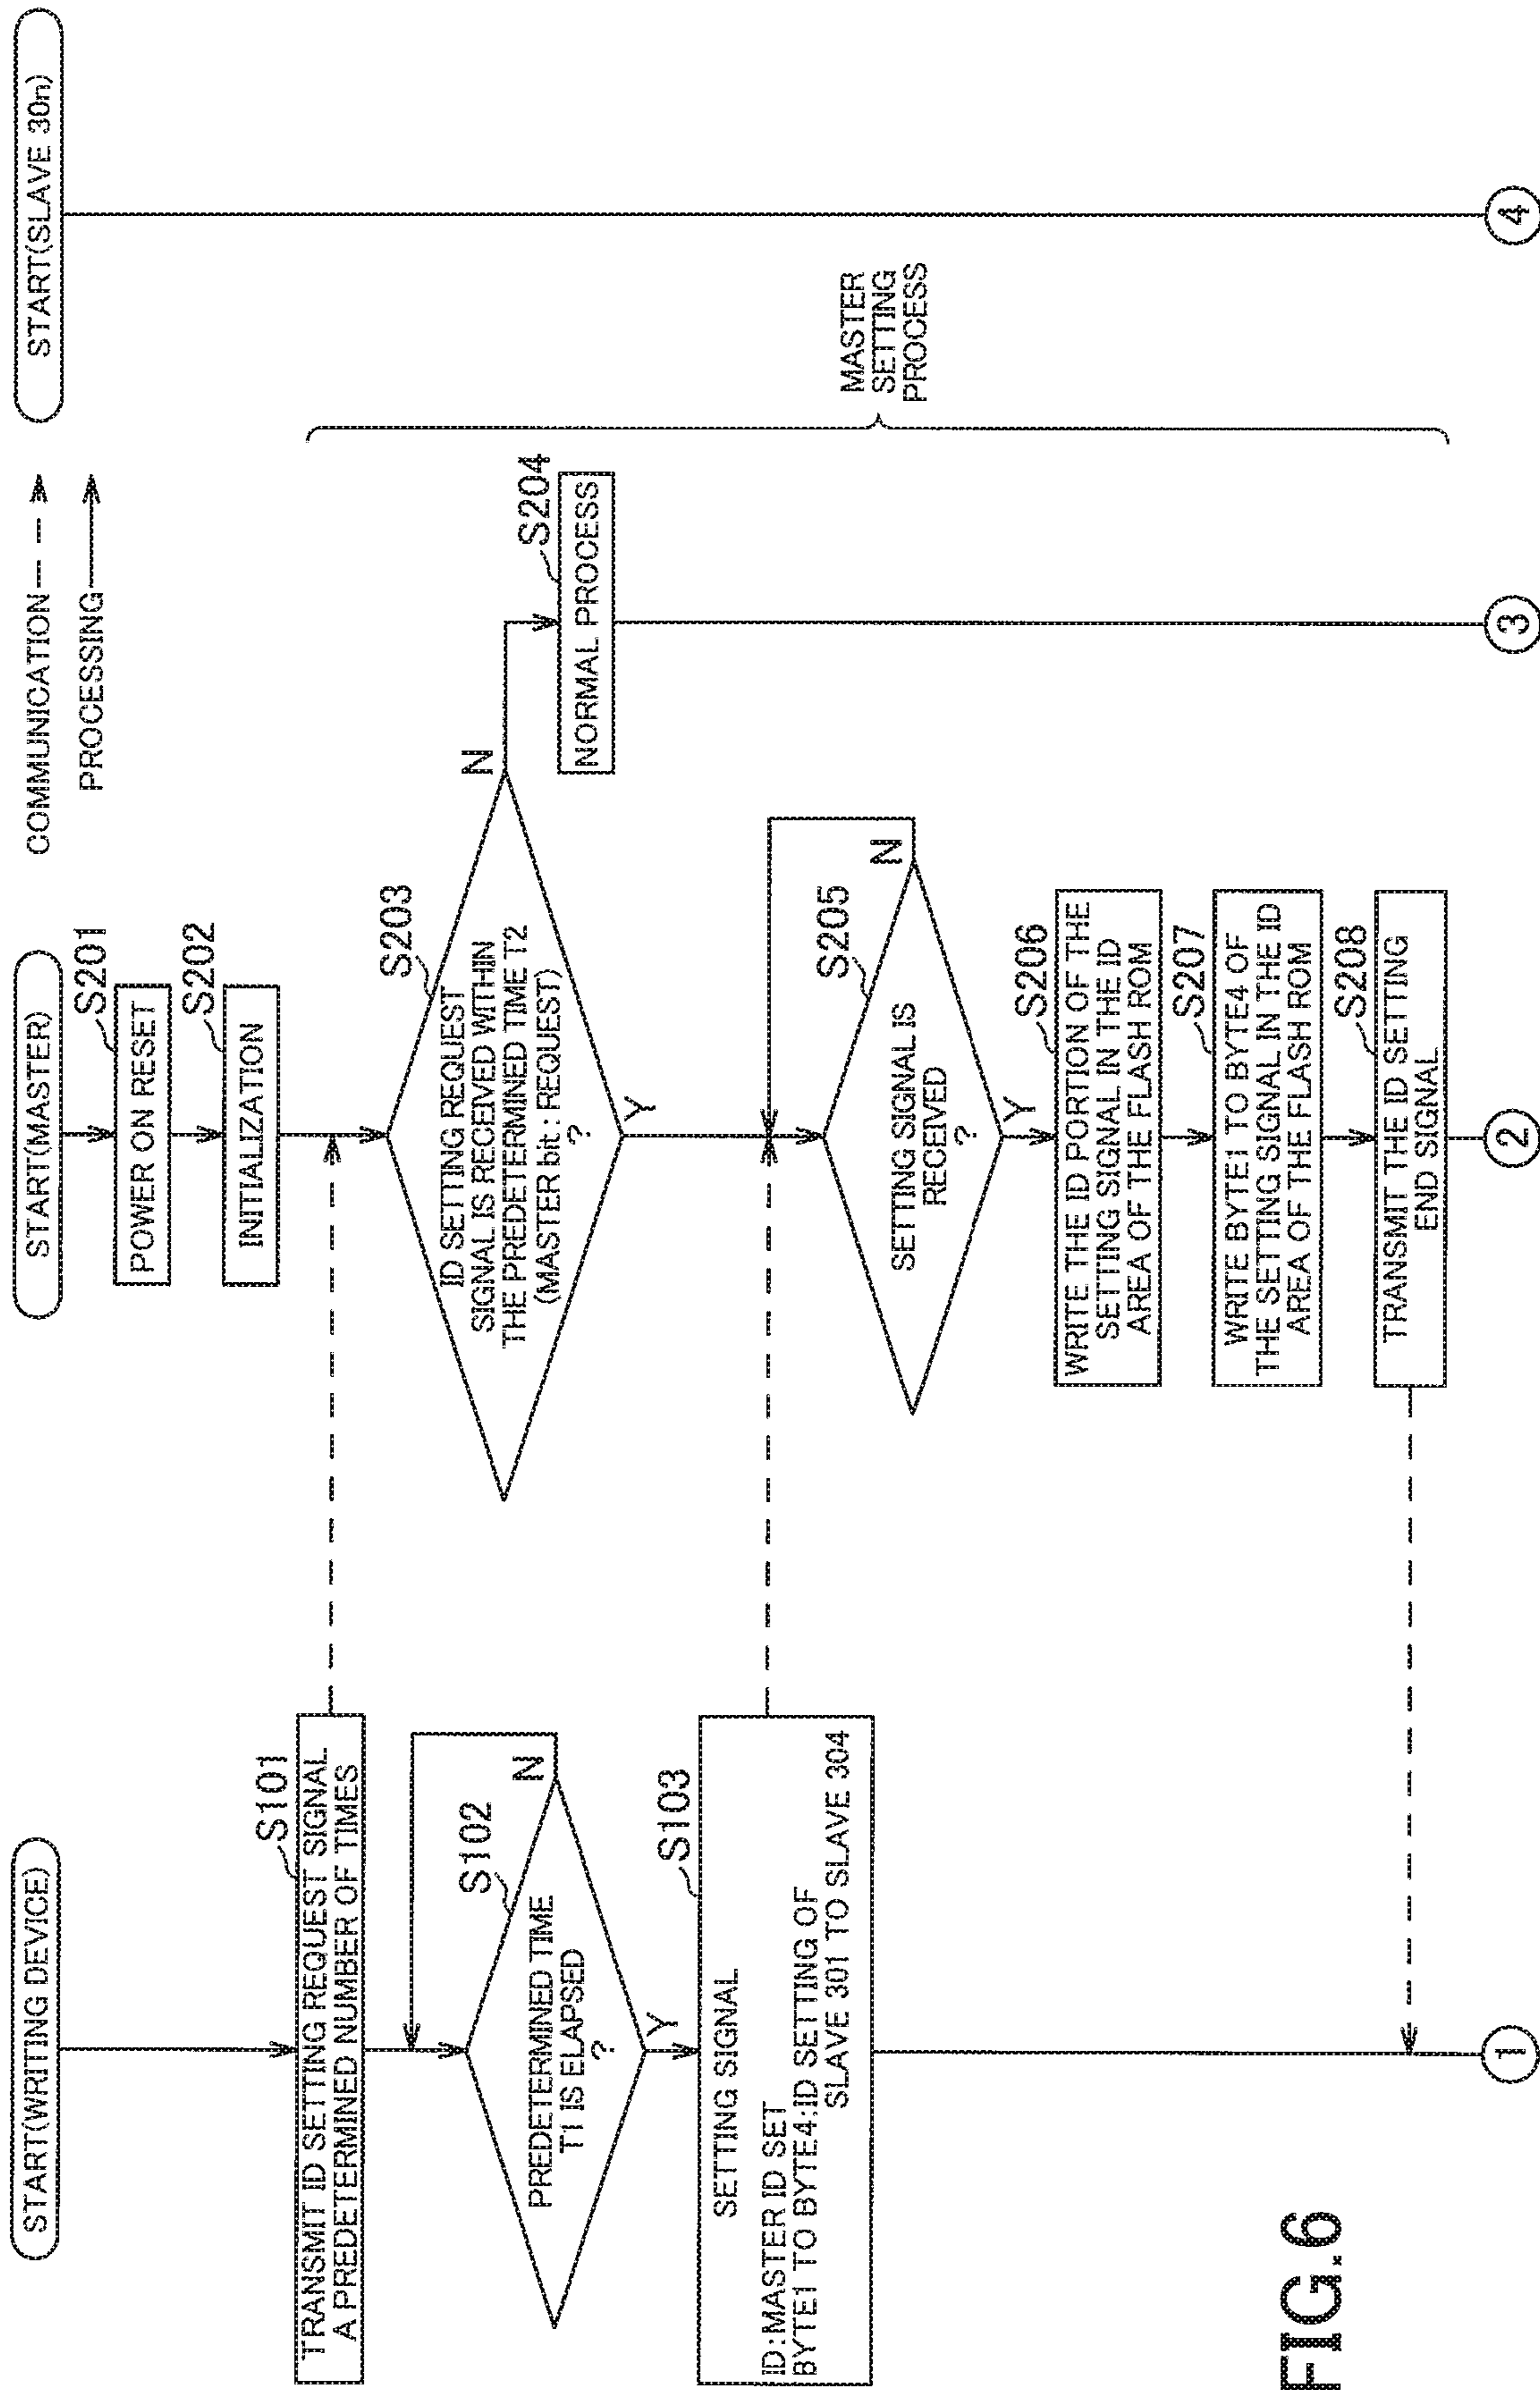 START(WRITING DEVICE)
S101
TRANSMIT ID SETTING REQUEST SIGNAL
A PREDETERMINED NUMBER OF TIMES
S102
PREDETERMINED TIME
T1 IS ELAPSED
?
N
Y
S103
SETTING SIGNAL
ID:MASTER ID SET
BYTE1 TO BYTE4:ID SETTING OF
SLAVE 301 TO SLAVE 304
1
START(MASTER)
S201
POWER ON RESET
S202
INITIALIZATION
S203
ID SETTING REQUEST
SIGNAL IS RECEIVED WITHIN
THE PREDETERMINED TIME T2
(MASTER bit : REQUEST)
?
N
Y
S204
NORMAL PROCESS
3
S205
SETTING SIGNAL IS
RECEIVED
?
N
Y
S206
WRITE THE ID PORTION OF THE
SETTING SIGNAL IN THE ID
AREA OF THE FLASH ROM
S207
WRITE BYTE1 TO BYTE4 OF
THE SETTING SIGNAL IN THE ID
AREA OF THE FLASH ROM
S208
TRANSMIT THE ID SETTING
END SIGNAL
2
COMMUNICATION
PROCESSING
MASTER
SETTING
PROCESS
START(SLAVE 30n)
4
FIG.6